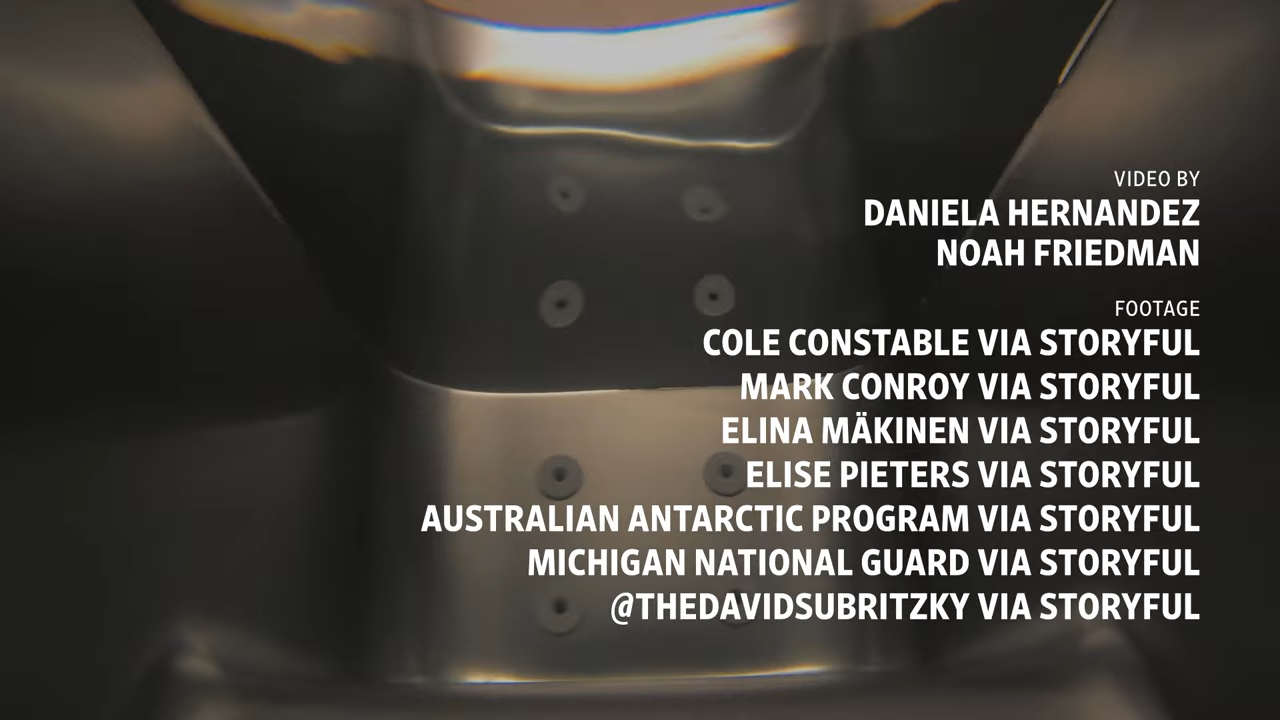 VIDEO BY
DANIELA HERNANDEZ
NOAH FRIEDMAN
FOOTAGE
COLE CONSTABLE VIA STORYFUL
MARK CONROY VIA STORYFUL
ELINA MÄKINEN VIA STORYFUL
ELISE PIETERS VIA STORYFUL
AUSTRALIAN ANTARCTIC PROGRAM VIA STORYFUL
MICHIGAN NATIONAL GUARD VIA STORYFUL
@THEDAVIDSUBRITZKY VIA STORYFUL